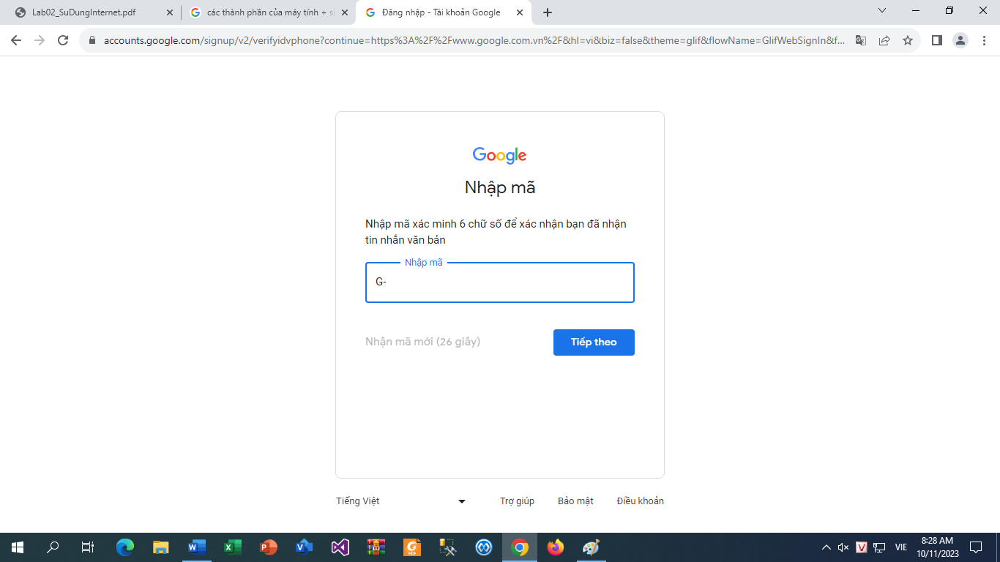 Lab02_SuDungInternet.pdf
các thành phần của máy tính + si
Đăng nhập - Tài khoản Google
accounts.google.com/signup/v2/verifyidvphone?continue=https%3A%2F%2Fwww.google.com.vn%2F&hl=vi&biz=false&theme=glif&flowName=GlifWebSignIn&f...
Google
Nhập mã
Nhập mã xác minh 6 chữ số để xác nhận bạn đã nhận
tin nhắn văn bản
Nhập mã
G-
Nhận mã mới (26 giây)
Tiếp theo
Tiếng Việt
Trợ giúp
Bảo mật
Điều khoản
VIE
8:28 AM
10/11/2023